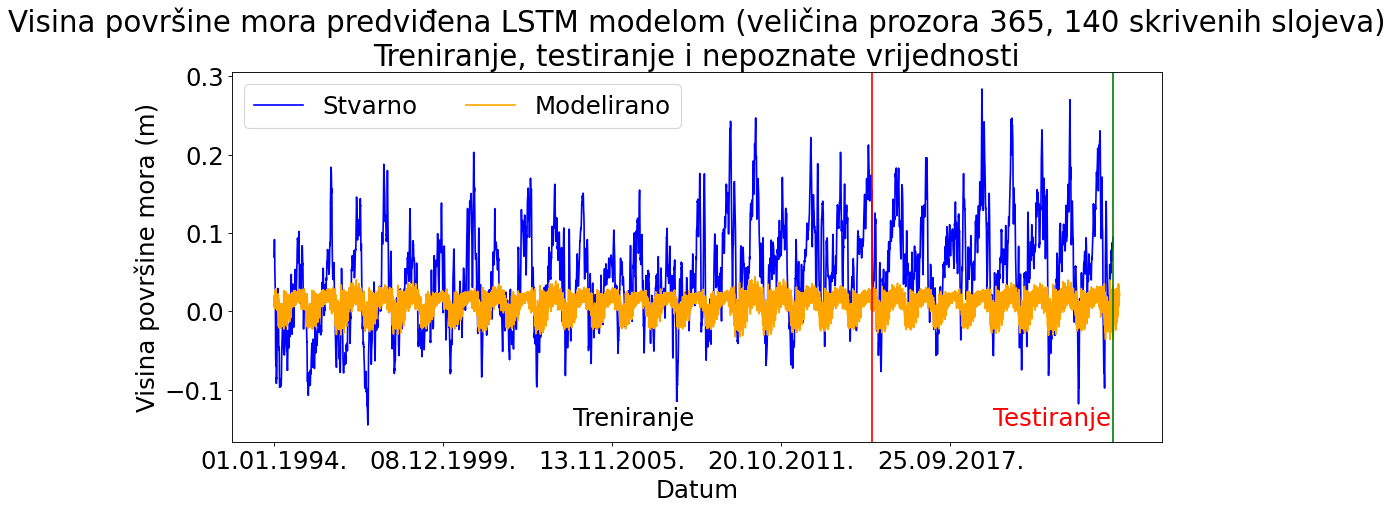 Visina površine mora predviđena LSTM modelom (veličina prozora 365, 140 skrivenih slojeva)
Treniranje, testiranje i nepoznate vrijednosti
Visina površine mora (m)
0.3
0.2
0.1
0.0
−0.1
Stvarno
Modelirano
Treniranje
Testiranje
01.01.1994.
08.12.1999.
13.11.2005.
20.10.2011.
25.09.2017.
Datum